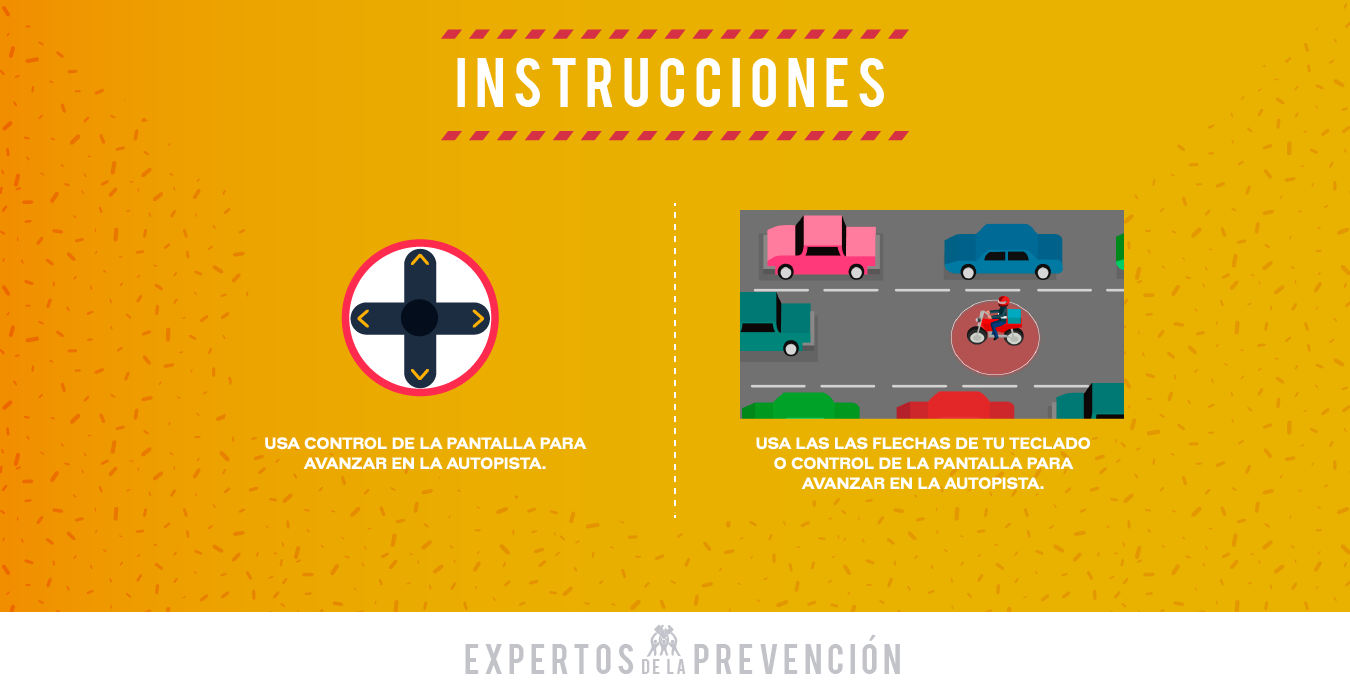 INSTRUCCIONES
USA CONTROL DE LA PANTALLA PARA
AVANZAR EN LA AUTOPISTA.
USA LAS LAS FLECHAS DE TU TECLADO
O CONTROL DE LA PANTALLA PARA
AVANZAR EN LA AUTOPISTA.
EXPERTOS DE LA PREVENCIÓN